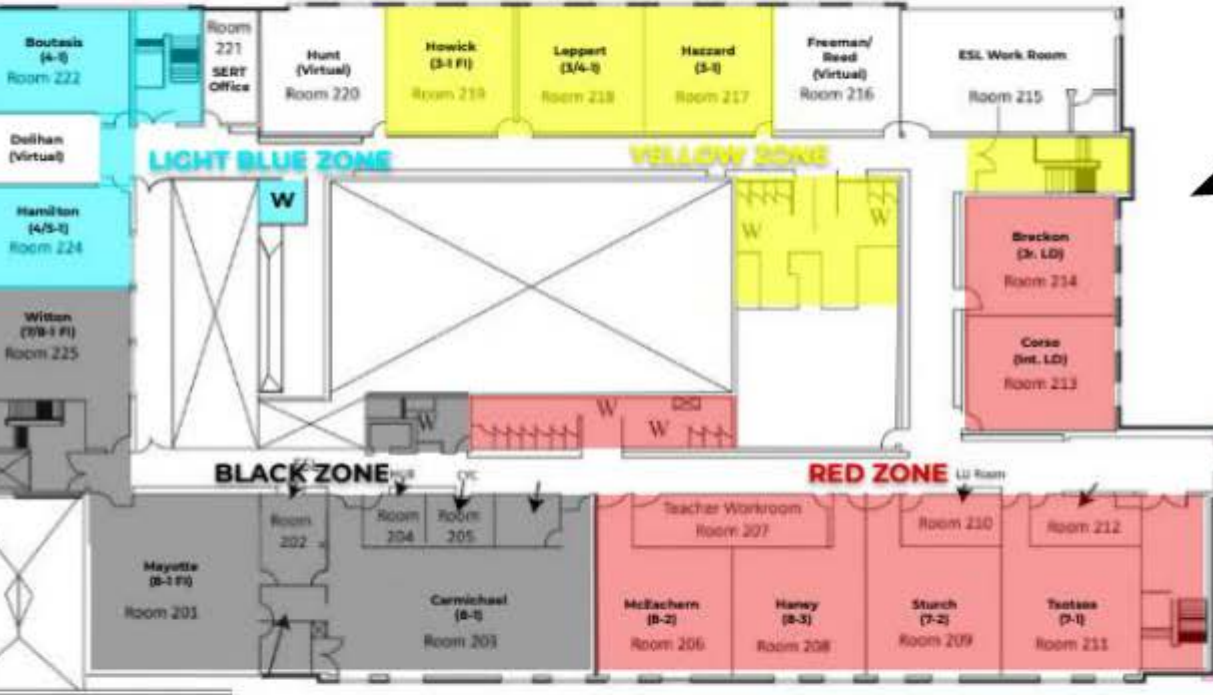 Boutasis
(4-1)
Room 222
Room
221
SERT
Office
Hunt
(Virtual)
Room 220
Howick
(3-1 FI)
Room 219
Leppert
(3/4-1)
Room 218
Hazzard
(3-1)
Room 217
Freeman/
Reed
(Virtual)
Room 216
ESL Work Room
Room 215
Delihan
(Virtual)
LIGHT BLUE ZONE
YELLOW ZONE
Hamilton
(4/5-1)
Room 224
W
W
W
Breckon
(Jr. LD)
Room 214
Witton
(7/8-1 FI)
Room 225
Corso
(Int. LD)
Room 213
W
W
W
BLACK ZONE
RED ZONE
LU Room
Room
202
Room
204
Room
205
Teacher Workroom
Room 207
Room 210
Room 212
Mayotte
(8-1 FI)
Room 201
Carmichael
(8-1)
Room 203
McEachern
(8-2)
Room 206
Haney
(8-3)
Room 208
Sturch
(7-2)
Room 209
Tsotsos
(7-1)
Room 211